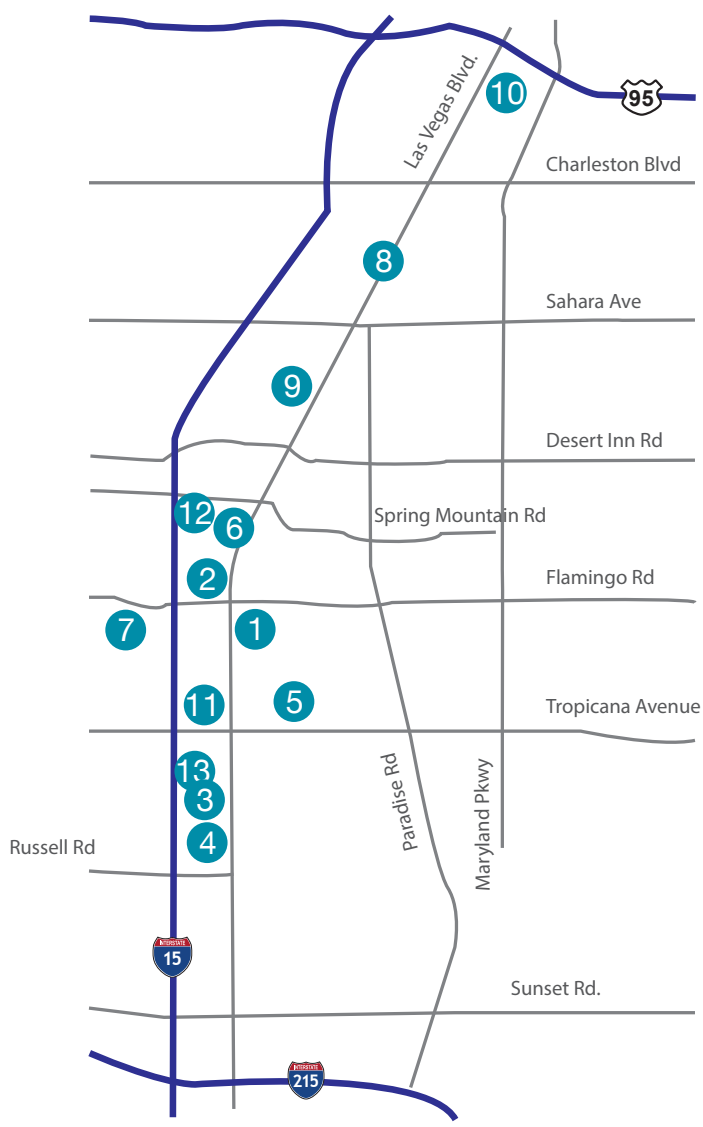 Las Vegas Blvd.
10
95
Charleston Blvd
8
Sahara Ave
9
Desert Inn Rd
12
6
Spring Mountain Rd
2
Flamingo Rd
7
1
11
5
Tropicana Avenue
13
3
Paradise Rd
Maryland Pkwy
4
Russell Rd
INTERSTATE
15
Sunset Rd.
INTERSTATE
215